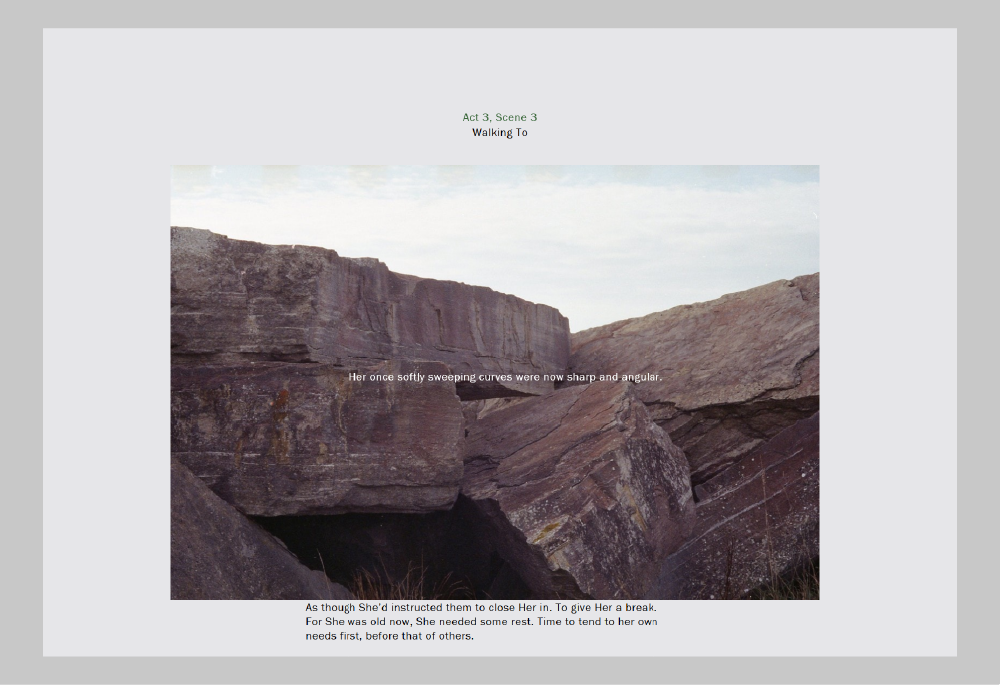 Act 3, Scene 3
Walking To
Her once softly sweeping curves were now sharp and angular.
As though She'd instructed them to close Her in. To give Her a break.
For She was old now, She needed some rest. Time to tend to her own
needs first, before that of others.